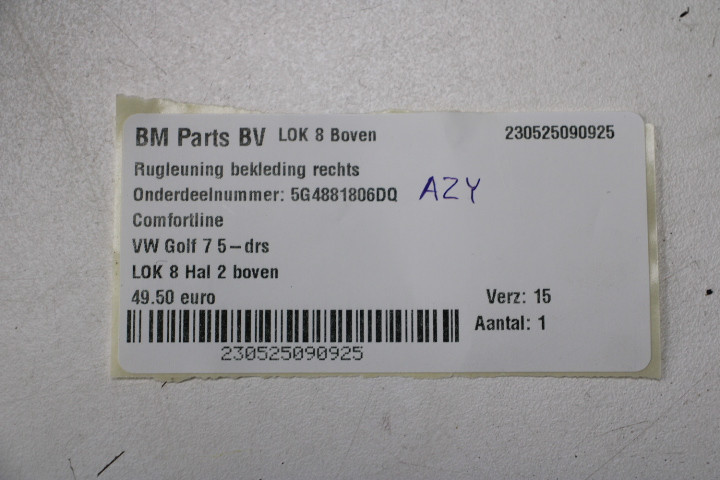 BM Parts BV LOK 8 Boven 230525090925
Rugleuning bekleding rechts
Onderdeelnummer: 5G4881806DQ AZY
Comfortline
VW Golf 7 5-drs
LOK 8 Hal 2 boven
49.50 euro Verz: 15
Aantal: 1
230525090925